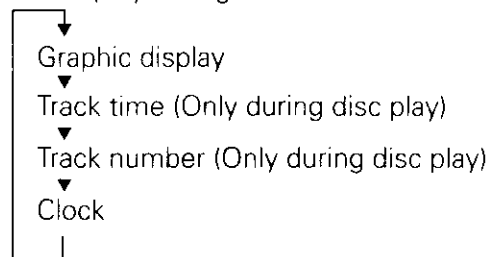 Graphic display
Track time (Only during disc play)
Track number (Only during disc play)
Clock